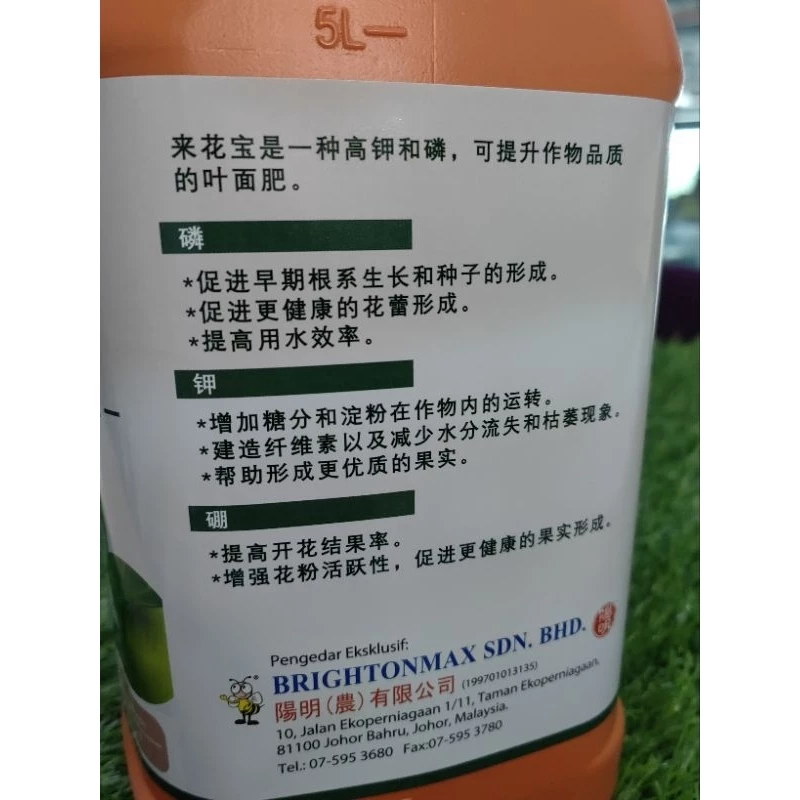 5L
来花宝是一种高钾和磷，可提升作物品质
的叶面肥。
磷
*促进早期根系生长和种子的形成。
*促进更健康的花蕾形成。
*提高用水效率。
钾
*增加糖分和淀粉在作物内的运转。
*建造纤维素以及减少水分流失和枯萎现象。
*帮助形成更优质的果实。
硼
*提高开花结果率。
*增强花粉活跃性，促进更健康的果实形成。
Pengedar Eksklusif:
BRIGHTONMAX SDN. BHD.
陽明(農)有限公司 (199701013135)
10, Jalan Ekoperniagaan 1/11, Taman Ekoperniagaan,
81100 Johor Bahru, Johor, Malaysia.
Tel.: 07-595 3680 Fax:07-595 3780